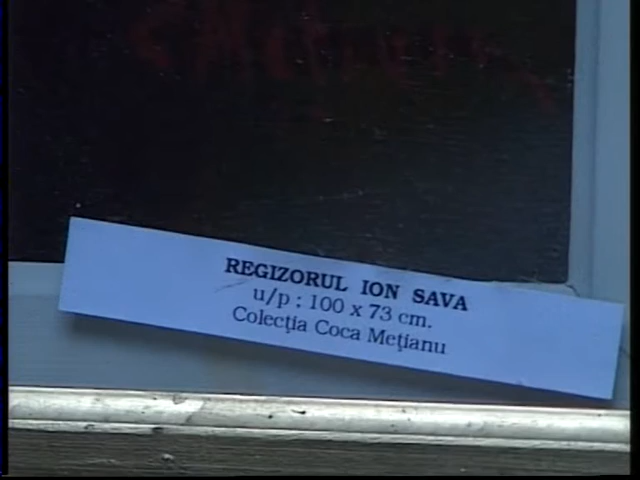 REGIZORUL ION SAVA
u/p : 100 x 73 cm.
Colecția Coca Mețianu